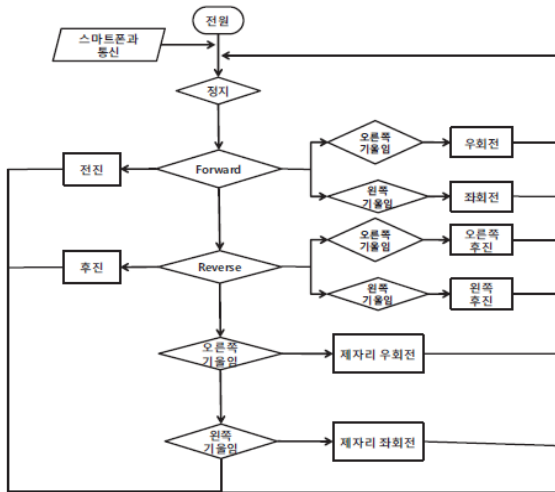 전원
스마트폰과
통신
정지
오른쪽
기울임
우회전
전진
Forward
왼쪽
기울임
좌회전
오른쪽
기울임
오른쪽
후진
후진
Reverse
왼쪽
기울임
왼쪽
후진
오른쪽
기울임
제자리 우회전
왼쪽
기울임
제자리 좌회전